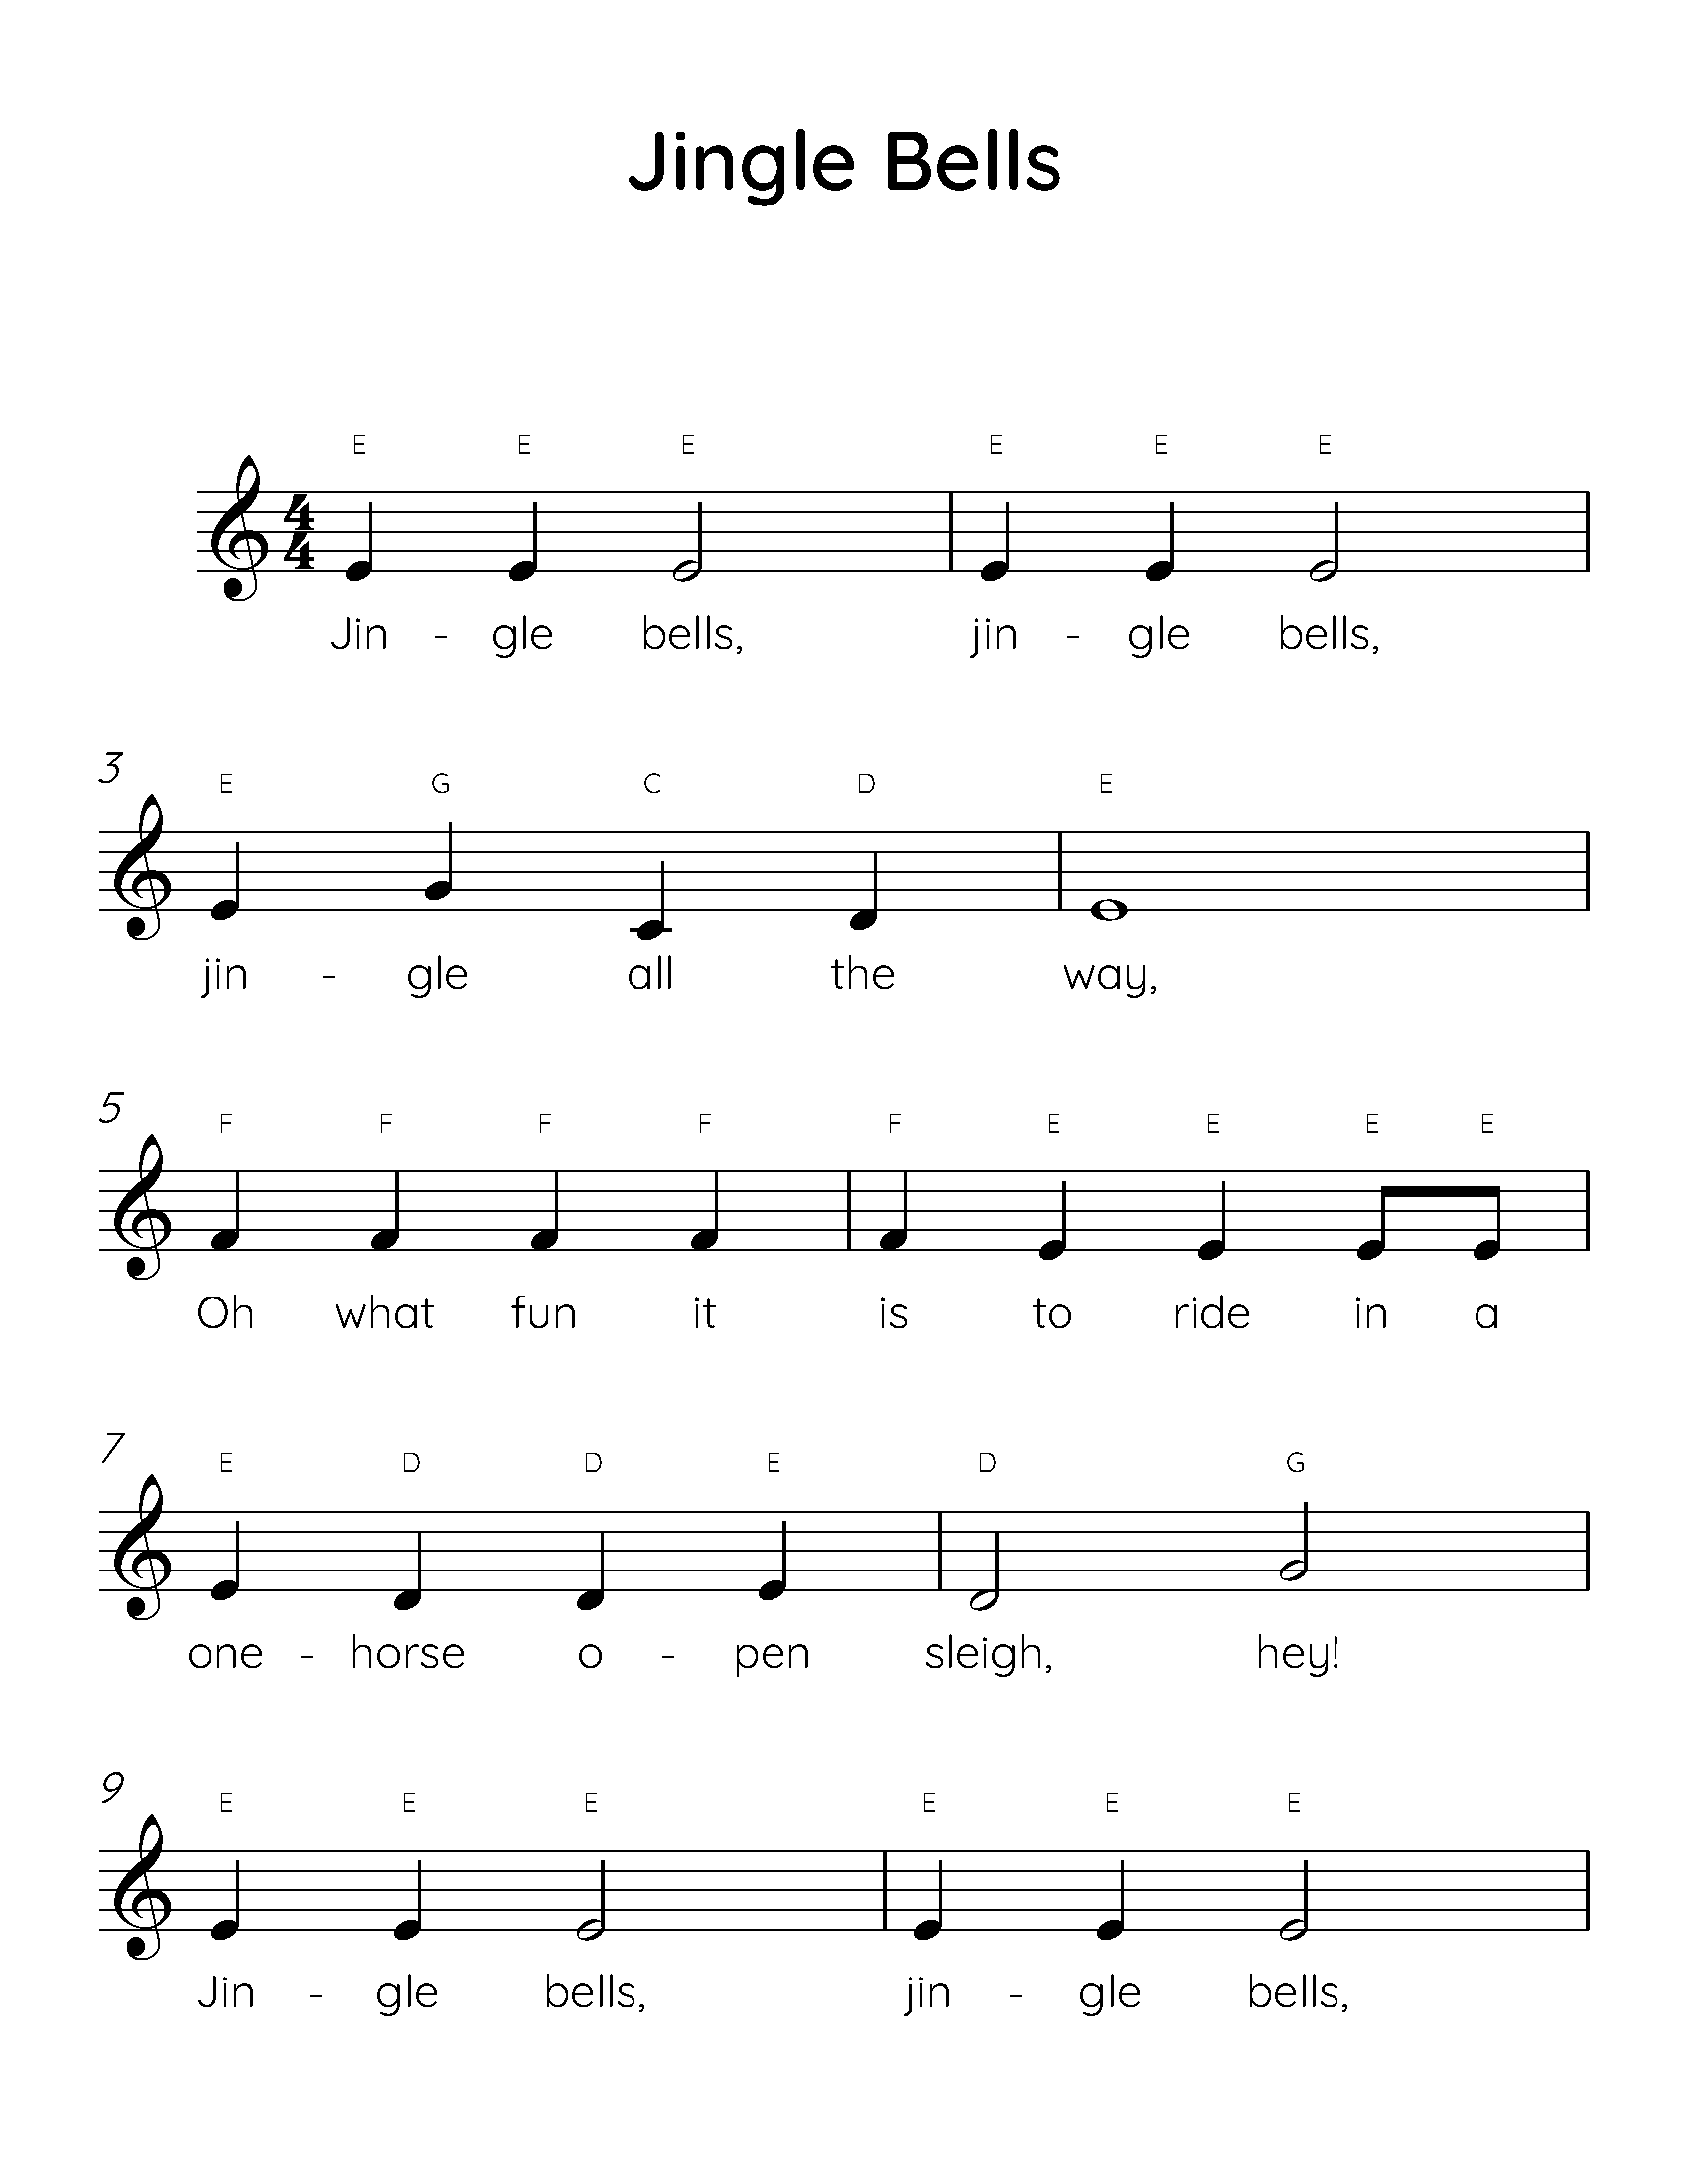 Jingle Bells
E E E E E E
4
4
Jin - gle bells, jin - gle bells,
3
E G C D E
jin - gle all the way,
5
F F F F F E E E E
Oh what fun it is to ride in a
7
E D D E D G
one - horse o - pen sleigh, hey!
9
E E E E E E
Jin - gle bells, jin - gle bells,